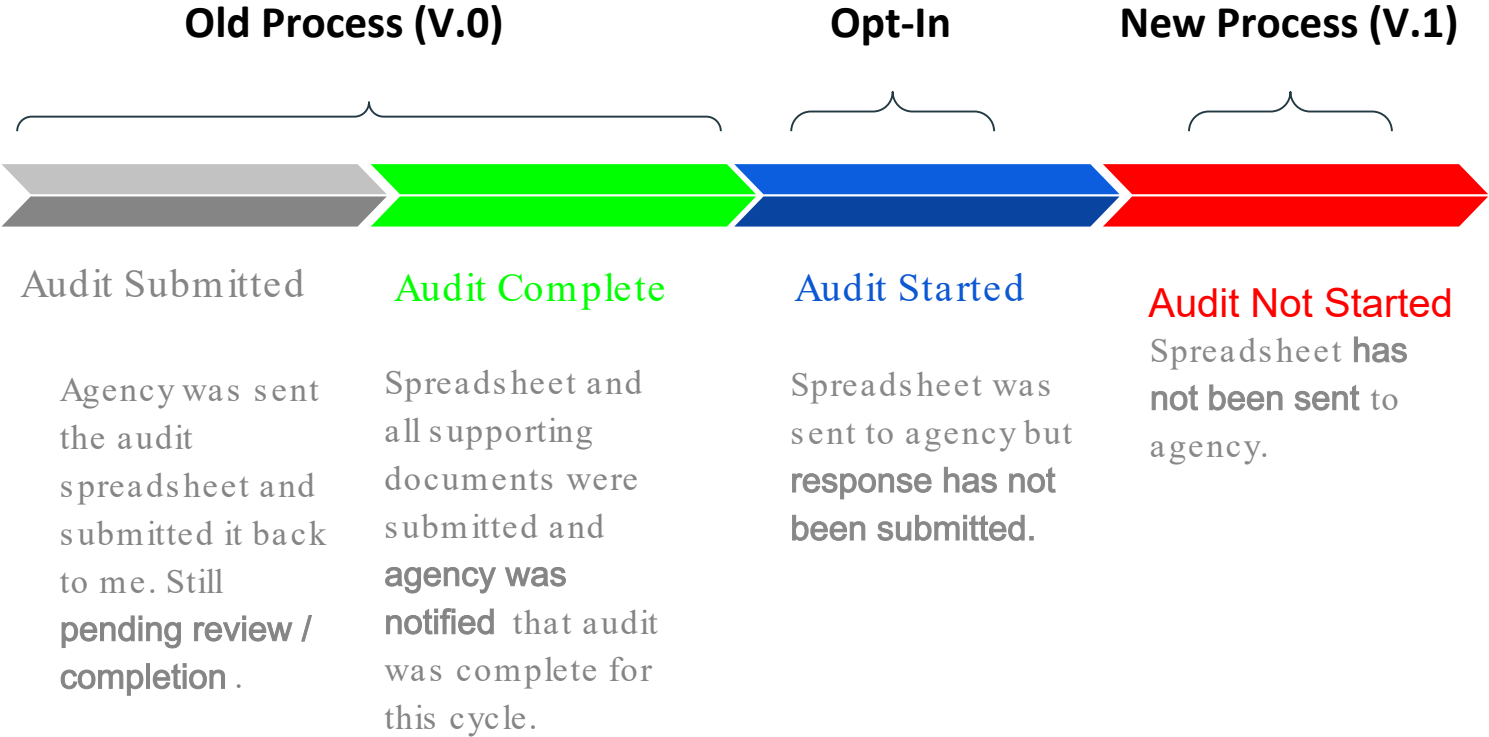 Old Process (V.0)
Opt-In
New Process (V.1)
Audit Submitted
Agency was sent
the audit
spreadsheet and
submitted it back
to me. Still
pending review /
completion .
Audit Complete
Spreadsheet and
all supporting
documents were
submitted and
agency was
notified that audit
was complete for
this cycle.
Audit Started
Spreadsheet was
sent to agency but
response has not
been submitted.
Audit Not Started
Spreadsheet has
not been sent to
agency.